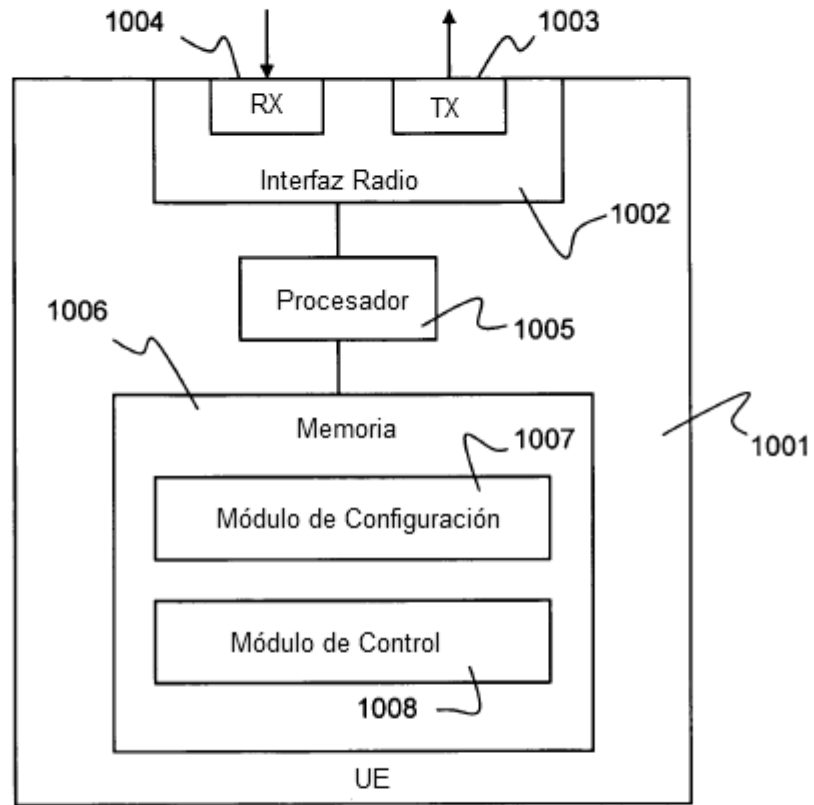 1004
1003
RX
TX
Interfaz Radio
1002
Procesador
1005
1006
Memoria
1007
1001
Módulo de Configuración
Módulo de Control
1008
UE